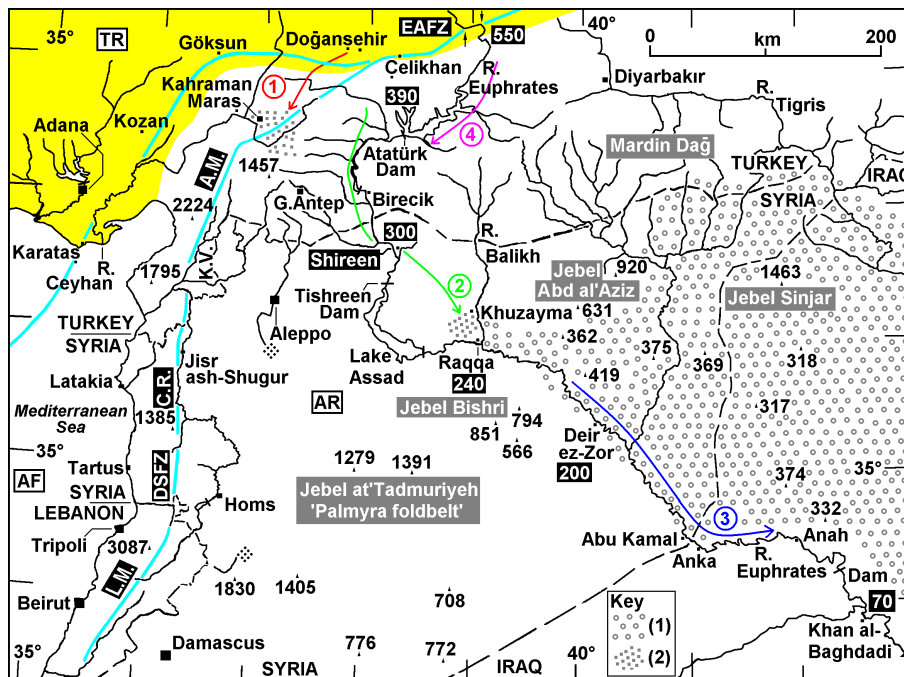 35°
TR
Göksun
Doğanşehir
EAFZ
550
40°
0
km
200
Çelikhan
R.
Euphrates
Diyarbakır
R.
Tigris
1
Kahraman
Maraş
390
Adana
Kozan
4
Mardin Dağ
A.M.
1457
Atatürk
Dam
TURKEY
SYRIA
IRAQ
2224
G.Antep
Birecik
300
R.
Balikh
Karataş
Ceyhan
R.
K.V.
1795
Shireen
Tishreen
Dam
2
Khuzayma
Jebel
Abd al'Aziz
920
631
362
1463
Jebel Sinjar
TURKEY
SYRIA
Aleppo
375
369
318
Latakia
Jisr
ash-Shugur
Lake
Assad
Raqqa
240
419
Mediterranean
Sea
C.R.
1385
AR
Jebel Bishri
851
794
566
317
35°
Deir
ez-Zor
200
35°
AF
Tartus
SYRIA
LEBANON
DSFZ
Homs
1279
1391
Jebel at'Tadmuriyeh
'Palmyra foldbelt'
374
3
332
Anah
Tripoli
3087
Abu Kamal
Anka
R.
Euphrates
L.M.
1830
1405
708
Dam
70
Beirut
Key
(1)
(2)
Khan al-
Baghdadi
Damascus
776
772
35°
SYRIA
IRAQ
40°